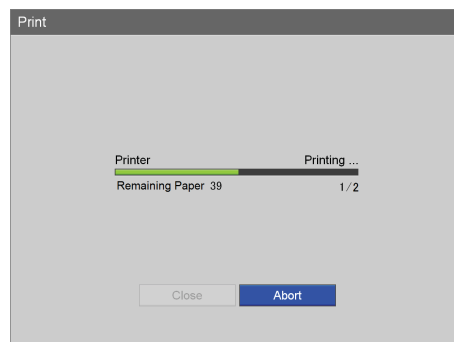 Print
Printer Printing ...
Remaining Paper 39 1/2
Close Abort